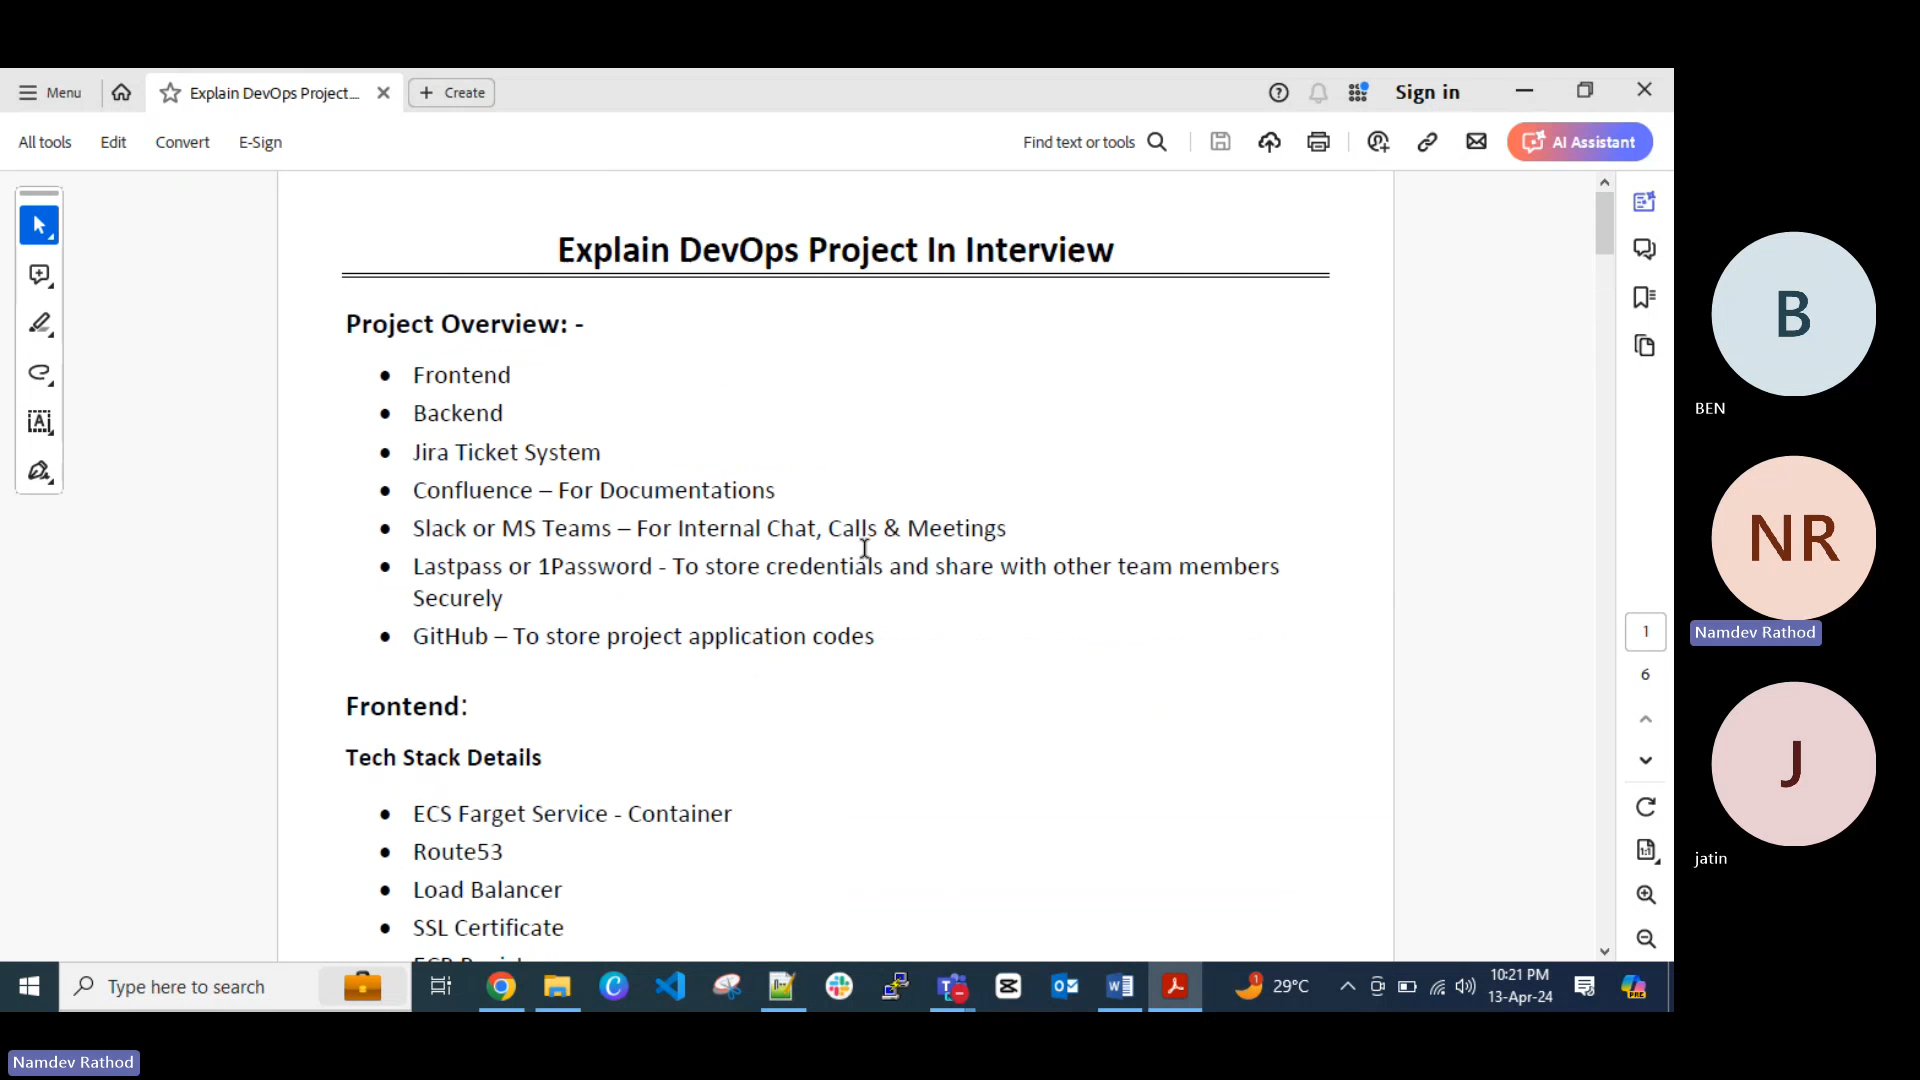 Menu
Explain DevOps Project...
Create
Sign in
All tools
Edit
Convert
E-Sign
Find text or tools
AI Assistant
Explain DevOps Project In Interview
Project Overview: -
Frontend
Backend
Jira Ticket System
Confluence – For Documentations
Slack or MS Teams – For Internal Chat, Calls & Meetings
Lastpass or 1Password - To store credentials and share with other team members
Securely
GitHub – To store project application codes
Frontend:
Tech Stack Details
ECS Farget Service - Container
Route53
Load Balancer
SSL Certificate
1
6
B
BEN
NR
Namdev Rathod
J
jatin
Type here to search
29°C
10:21 PM
13-Apr-24
Namdev Rathod